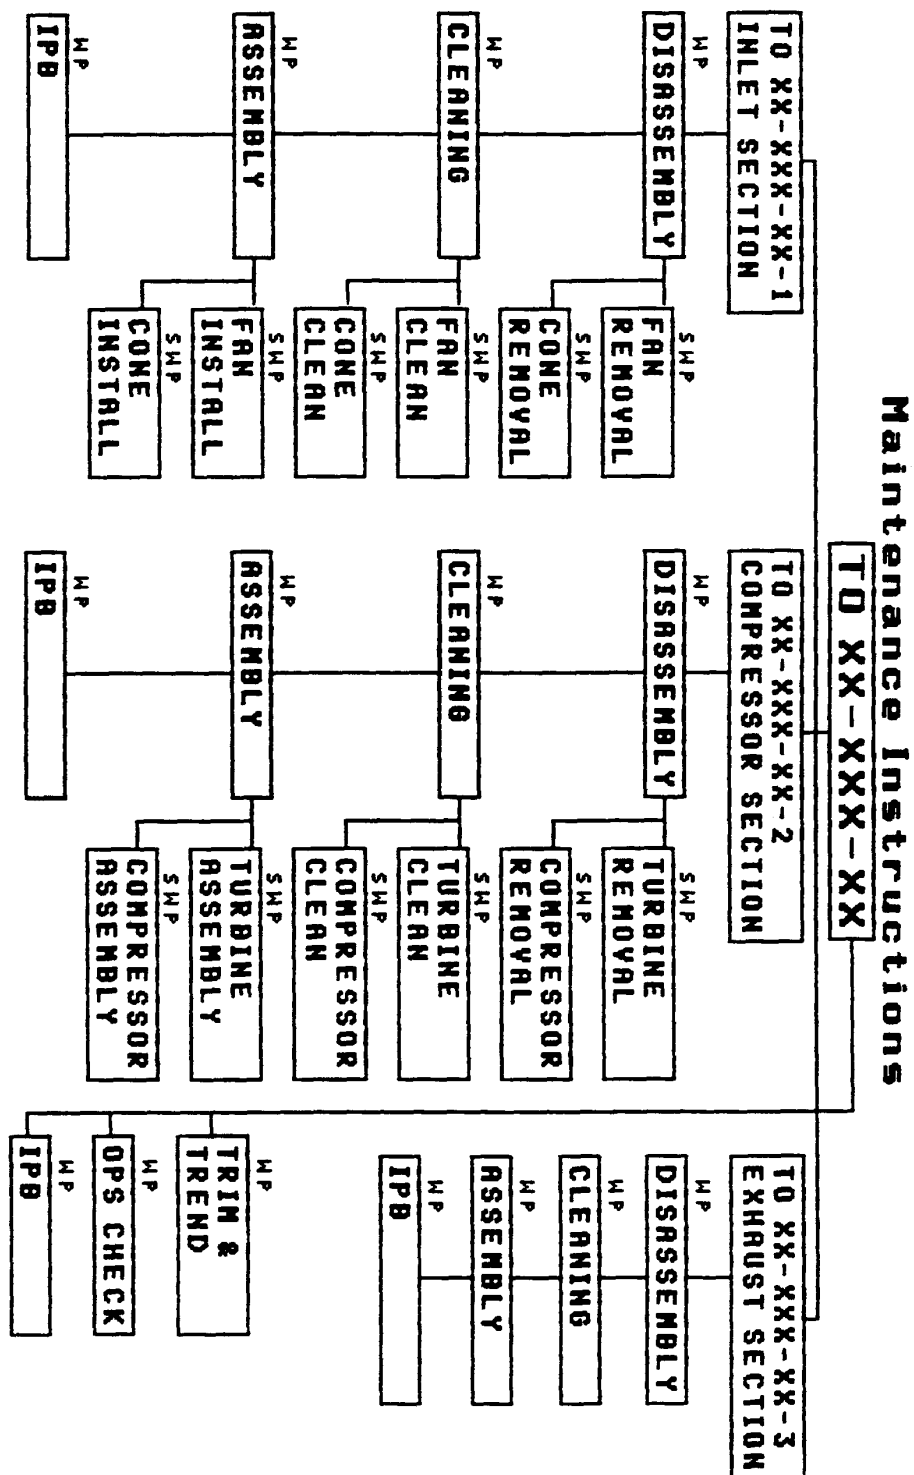 Maintenance Instructions
TO XX-XXX-XX
TO XX-XXX-XX-1
INLET SECTION
WP
DISASSEMBLY
SWP
FAN
REMOVAL
SWP
CONE
REMOVAL
WP
CLEANING
SWP
FAN
CLEAN
SWP
CONE
CLEAN
WP
ASSEMBLY
SWP
FAN
INSTALL
SWP
CONE
INSTALL
WP
IPB
TO XX-XXX-XX-2
COMPRESSOR SECTION
WP
DISASSEMBLY
SWP
TURBINE
REMOVAL
SWP
COMPRESSOR
REMOVAL
WP
CLEANING
SWP
TURBINE
CLEAN
SWP
COMPRESSOR
CLEAN
WP
ASSEMBLY
SWP
TURBINE
ASSEMBLY
SWP
COMPRESSOR
ASSEMBLY
WP
IPB
TO XX-XXX-XX-3
EXHAUST SECTION
WP
DISASSEMBLY
WP
CLEANING
WP
ASSEMBLY
WP
IPB
WP
TRIM &
TREND
WP
OPS CHECK
WP
IPB